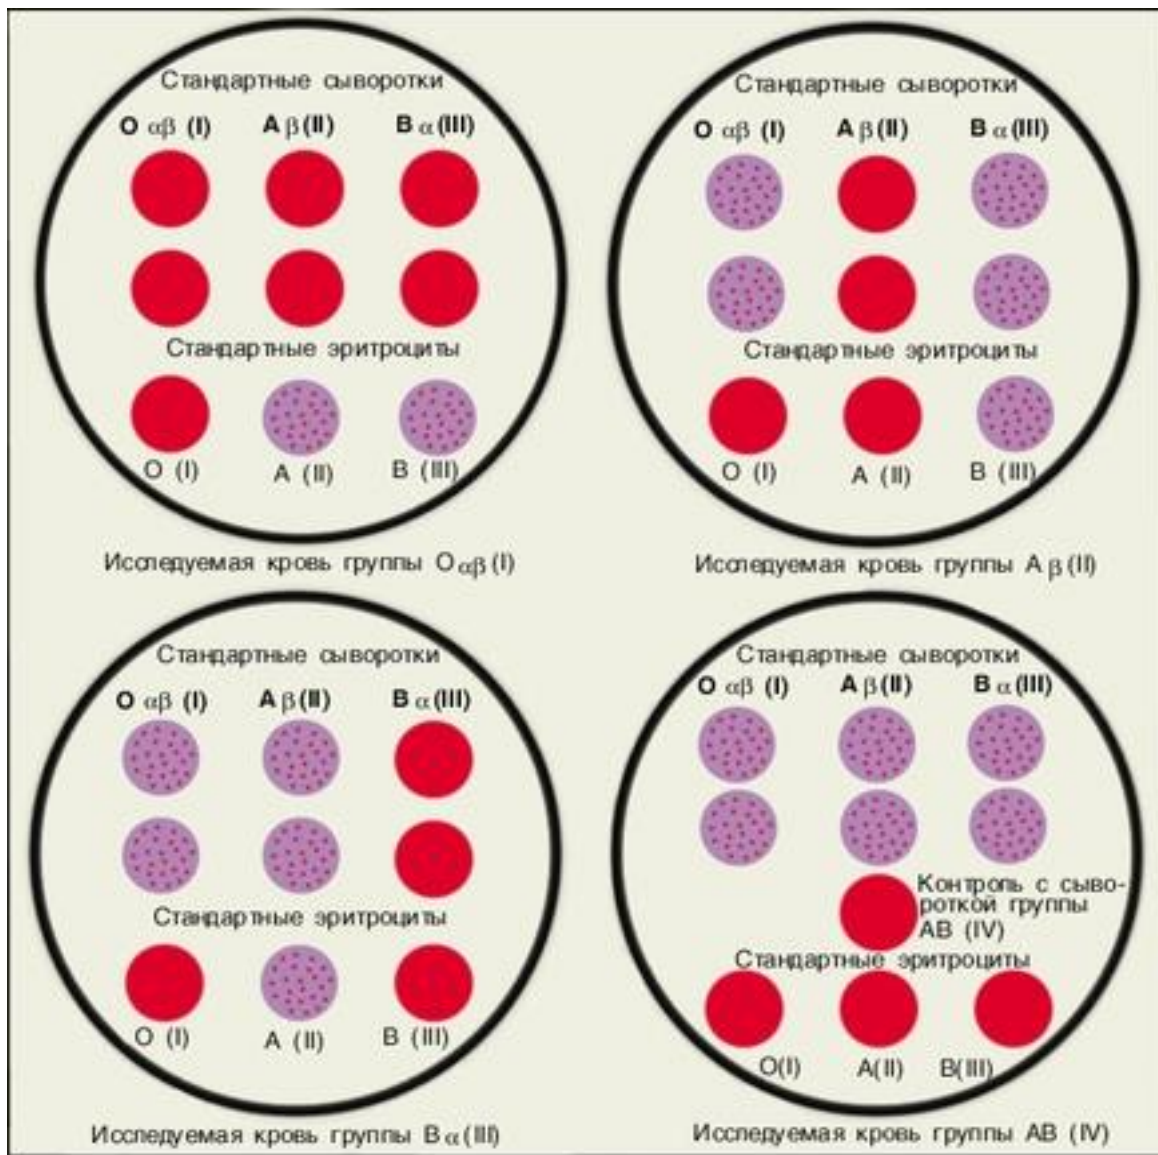 Стандартные сыворотки
O αβ (I) A β (II) B α (III)
Стандартные эритроциты
O (I) A (II) B (III)
Исследуемая кровь группы O αβ (I)
Стандартные сыворотки
O αβ (I) A β (II) B α (III)
Стандартные эритроциты
O (I) A (II) B (III)
Исследуемая кровь группы A β (II)
Стандартные сыворотки
O αβ (I) A β (II) B α (III)
Стандартные эритроциты
O (I) A (II) B (III)
Исследуемая кровь группы B α (III)
Стандартные сыворотки
O αβ (I) A β (II) B α (III)
Контроль с сыво-
роткой группы
AB (IV)
Стандартные эритроциты
O(I) A(II) B(III)
Исследуемая кровь группы AB (IV)